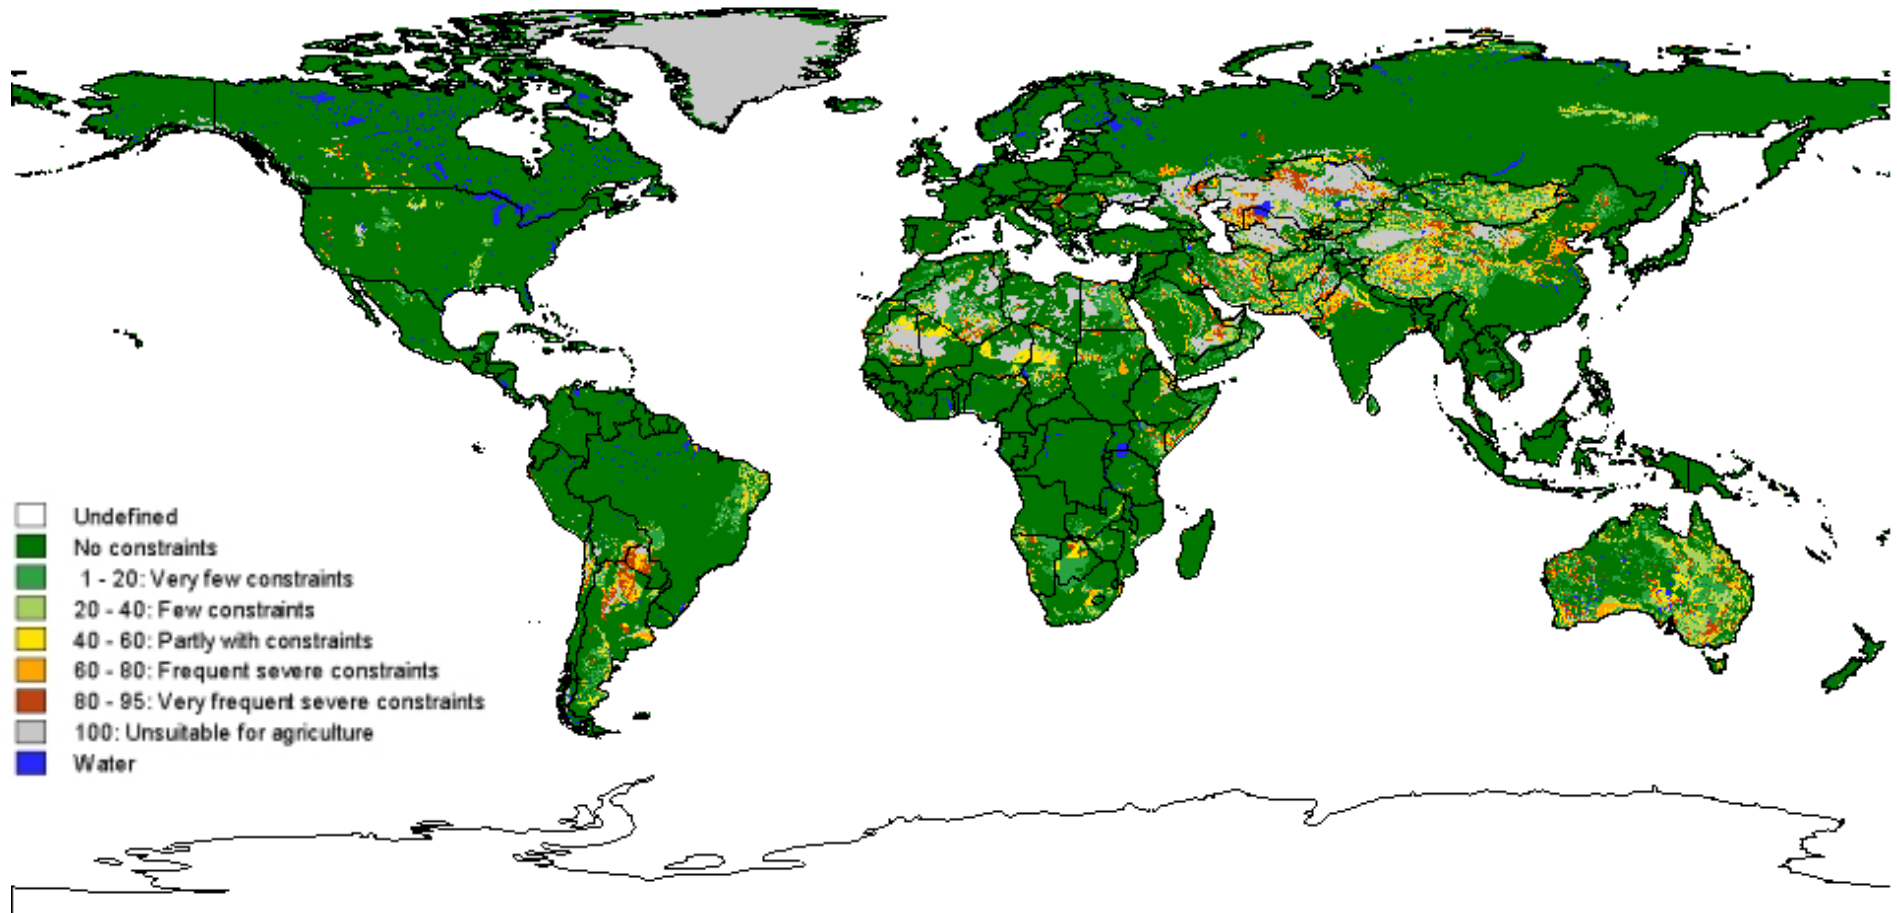 Undefined
No constraints
1 - 20: Very few constraints
20 - 40: Few constraints
40 - 60: Partly with constraints
60 - 80: Frequent severe constraints
80 - 95: Very frequent severe constraints
100: Unsuitable for agriculture
Water